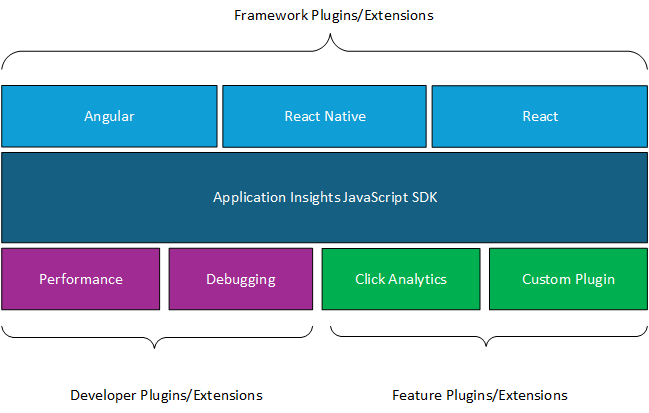 Framework Plugins/Extensions
Angular
React Native
React
Application Insights JavaScript SDK
Performance
Debugging
Click Analytics
Custom Plugin
Developer Plugins/Extensions
Feature Plugins/Extensions